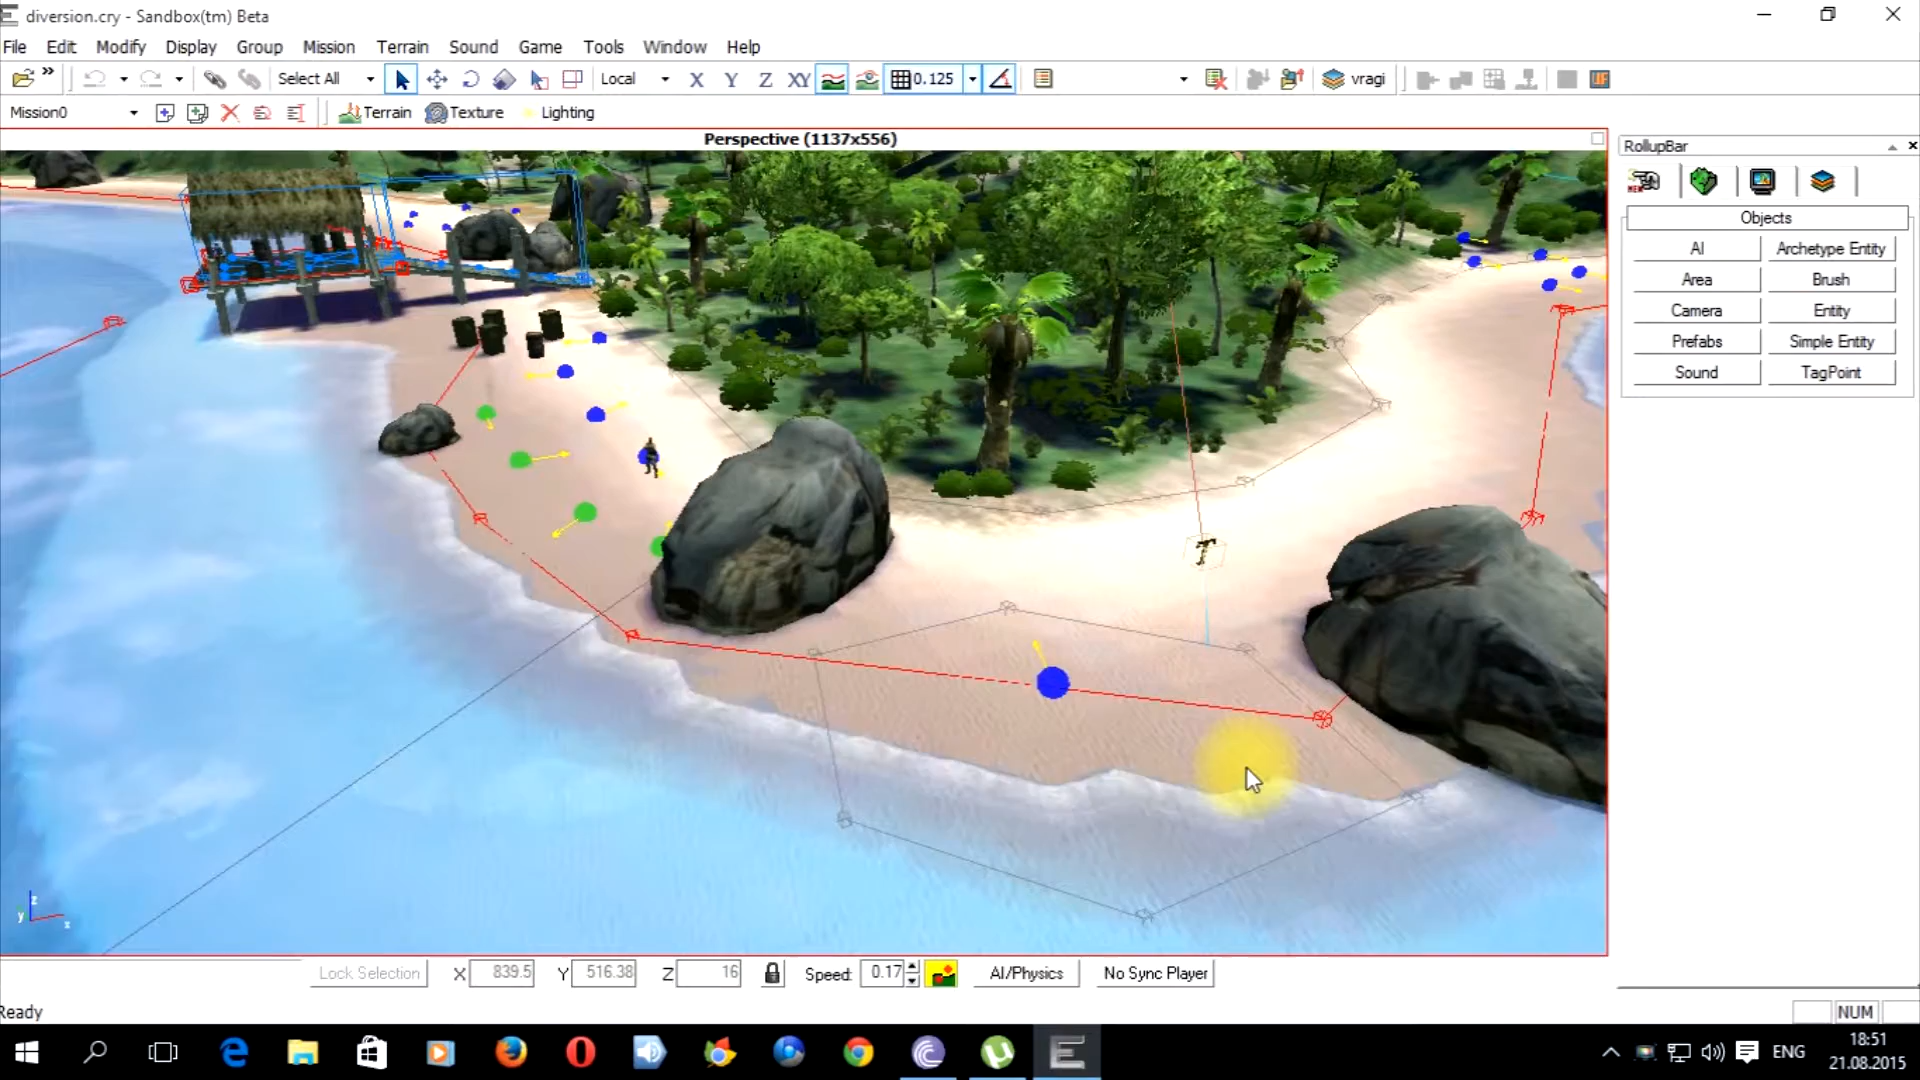 diversion.cry - Sandbox(tm) Beta
File Edit Modify Display Group Mission Terrain Sound Game Tools Window Help
Select All Local X Y Z XY 0.125 vragi
Mission0 Terrain Texture Lighting
Perspective (1137x556)
RollupBar
Objects
AI Archetype Entity
Area Brush
Camera Entity
Prefabs Simple Entity
Sound TagPoint
z
y
x
Lock Selection X 839.5 Y 516.38 Z 16 Speed: 0.17 AI/Physics No Sync Player
Ready
NUM
ENG
18:51
21.08.2015